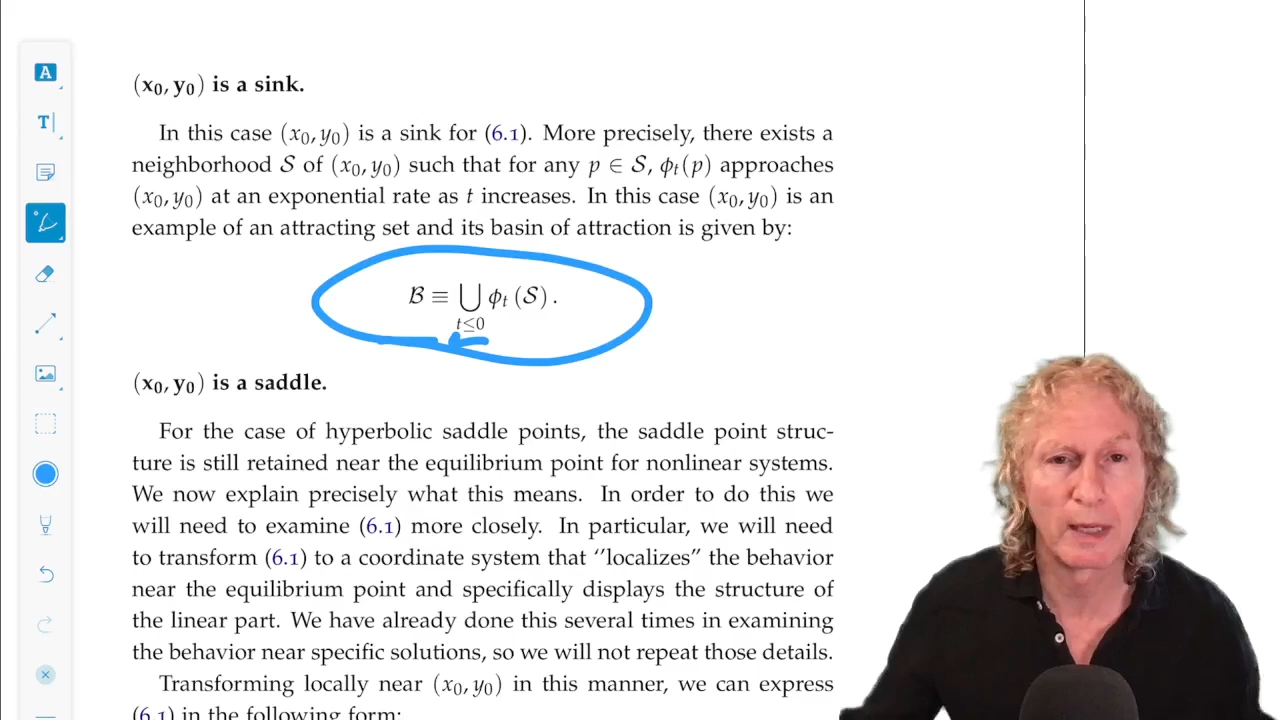 (x₀, y₀) is a sink.
In this case (x₀, y₀) is a sink for (6.1). More precisely, there exists a
neighborhood 𝒮 of (x₀, y₀) such that for any p ∈ 𝒮, ϕₜ(p) approaches
(x₀, y₀) at an exponential rate as t increases. In this case (x₀, y₀) is an
example of an attracting set and its basin of attraction is given by:
ℬ ≡ ⋃ ϕₜ (𝒮) .
t≤0
(x₀, y₀) is a saddle.
For the case of hyperbolic saddle points, the saddle point struc-
ture is still retained near the equilibrium point for nonlinear systems.
We now explain precisely what this means. In order to do this we
will need to examine (6.1) more closely. In particular, we will need
to transform (6.1) to a coordinate system that ‘‘localizes” the behavior
near the equilibrium point and specifically displays the structure of
the linear part. We have already done this several times in examining
the behavior near specific solutions, so we will not repeat those details.
Transforming locally near (x₀, y₀) in this manner, we can express
(6.1) in the following form:
A
T